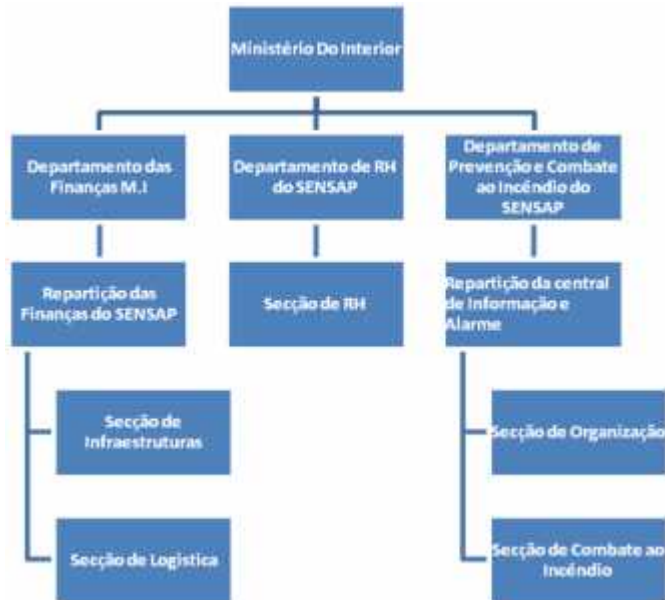 Ministério Do Interior
Departamento das
Finanças M.I
Departamento de RH
do SENSAP
Departamento de
Prevenção e Combate
ao Incêndio do
SENSAP
Repartição das
Finanças do SENSAP
Secção de RH
Repartição da central
de Informação e
Alarme
Secção de
Infraestruturas
Secção de Organização
Secção de Logistica
Secção de Combate ao
Incêndio